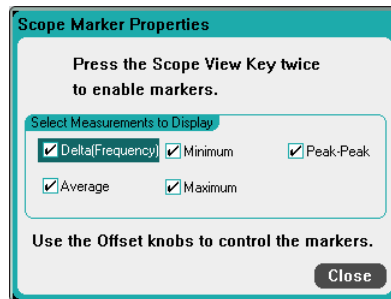 Scope Marker Properties
Press the Scope View Key twice
to enable markers.
Select Measurements to Display
Delta(Frequency) Minimum Peak-Peak
Average Maximum
Use the Offset knobs to control the markers.
Close